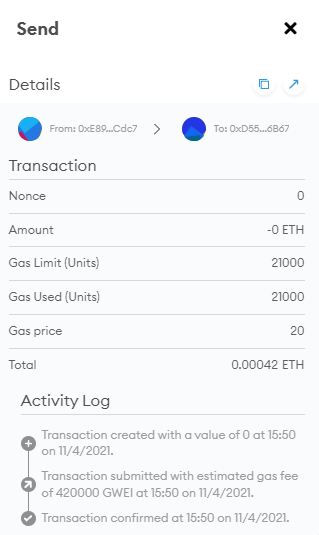 Send
Details
From: 0xE89...Cdc7 To: 0xD55...6B67
Transaction
Nonce 0
Amount -0 ETH
Gas Limit (Units) 21000
Gas Used (Units) 21000
Gas price 20
Total 0.00042 ETH
Activity Log
Transaction created with a value of 0 at 15:50
on 11/4/2021.
Transaction submitted with estimated gas fee
of 420000 GWEI at 15:50 on 11/4/2021.
Transaction confirmed at 15:50 on 11/4/2021.